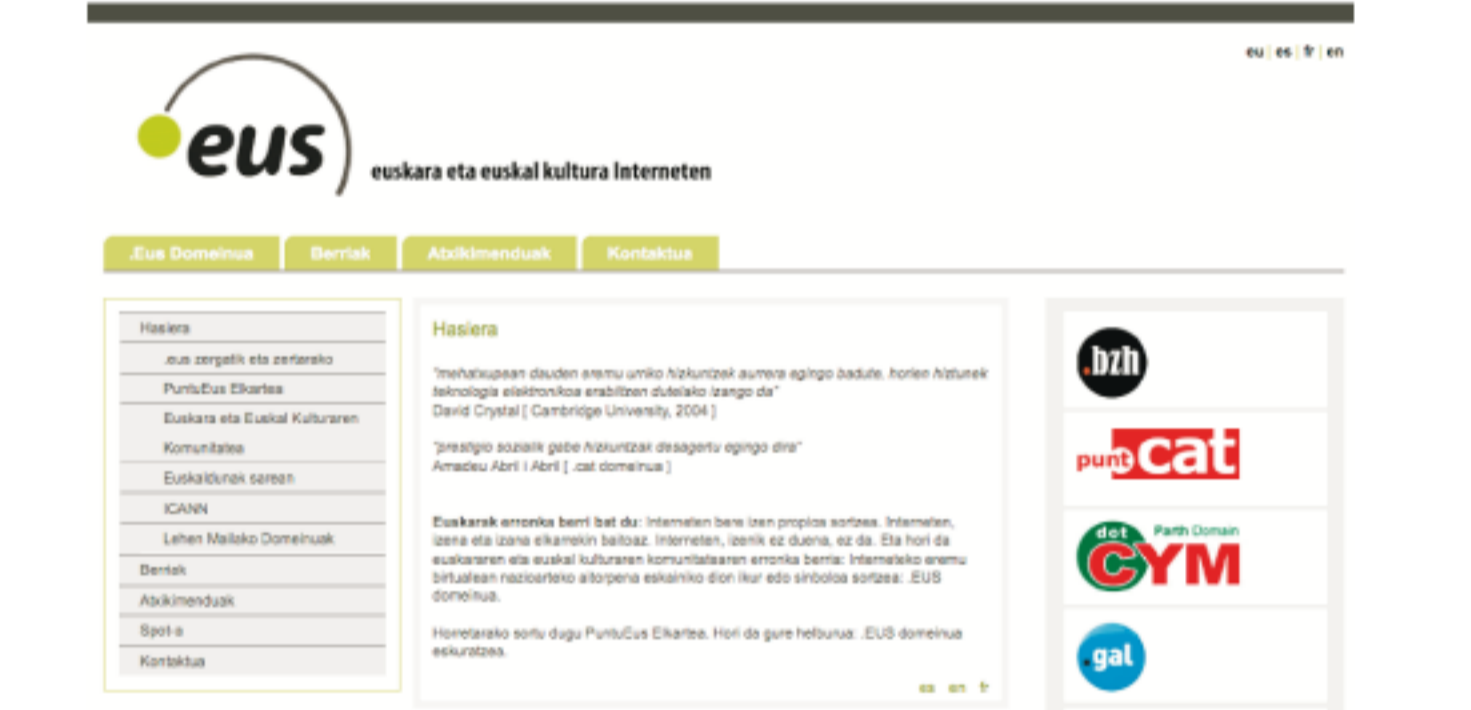 eu | es | fr | en
.eus
euskara eta euskal kultura Interneten
.Eus Domeinua
Berriak
Atxikimenduak
Kontaktua
Hasiera
.eus zergatik eta zertarako
PuntuEus Elkartea
Euskara eta Euskal Kulturaren
Komunitatea
Euskaldunak sarean
ICANN
Lehen Mailako Domeinuak
Berriak
Atxikimenduak
Spot-a
Kontaktua
Hasiera
"mehatxupean dauden eremu urriko hizkuntzek aurrera egingo badute, horien hiztunek
teknologia elektronikoa erabiltzen dutelako izango da"
David Crystal [ Cambridge University, 2004 ]
"prestigio sozialik gabe hizkuntzak desagertu egingo dira"
Amadeu Abril i Abril [ .cat domeinua ]
Euskarak erronka berri bat du: Interneten bere izen propioa sortzea. Interneten,
izena eta izana elkarrekin baitoaz. Interneten, izenik ez duena, ez da. Eta hori da
euskararen eta euskal kulturaren komunitatearen erronka berria: Interneteko eremu
birtualean nazioarteko aitorpena eskainiko dion ikur edo sinboloa sortzea: .EUS
domeinua.
Horretarako sortu dugu PuntuEus Elkartea. Hori da gure helburua: .EUS domeinua
eskuratzea.
es en fr
.bzh
punt cat
dot Parth Domain
CYM
.gal